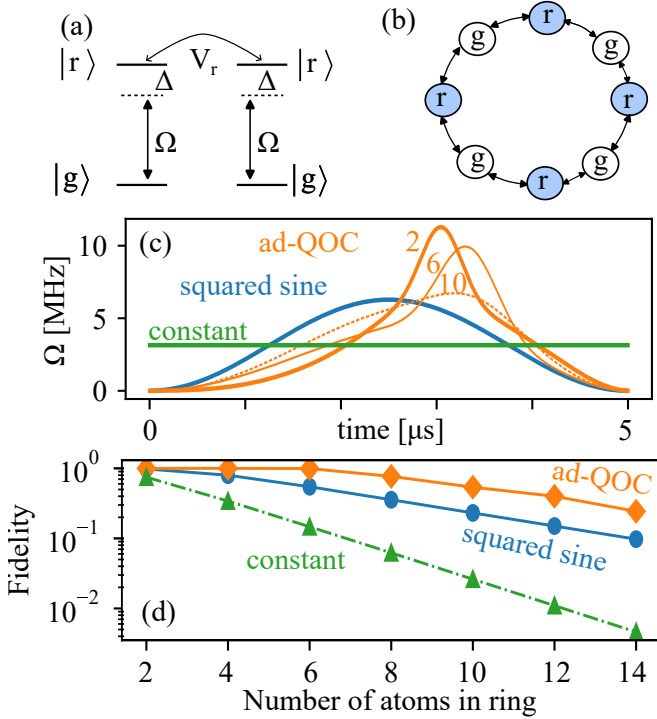 (a)
|r⟩ V_r |r⟩
Δ Δ
Ω Ω
|g⟩ |g⟩
(b)
r
g g
r r
g g
r
(c) ad-QOC 2
6
10
squared sine
constant
Ω [MHz]
10
5
0
0 time [μs] 5
10⁰
10⁻¹
10⁻²
Fidelity
ad-QOC
squared sine
constant
(d)
2 4 6 8 10 12 14
Number of atoms in ring